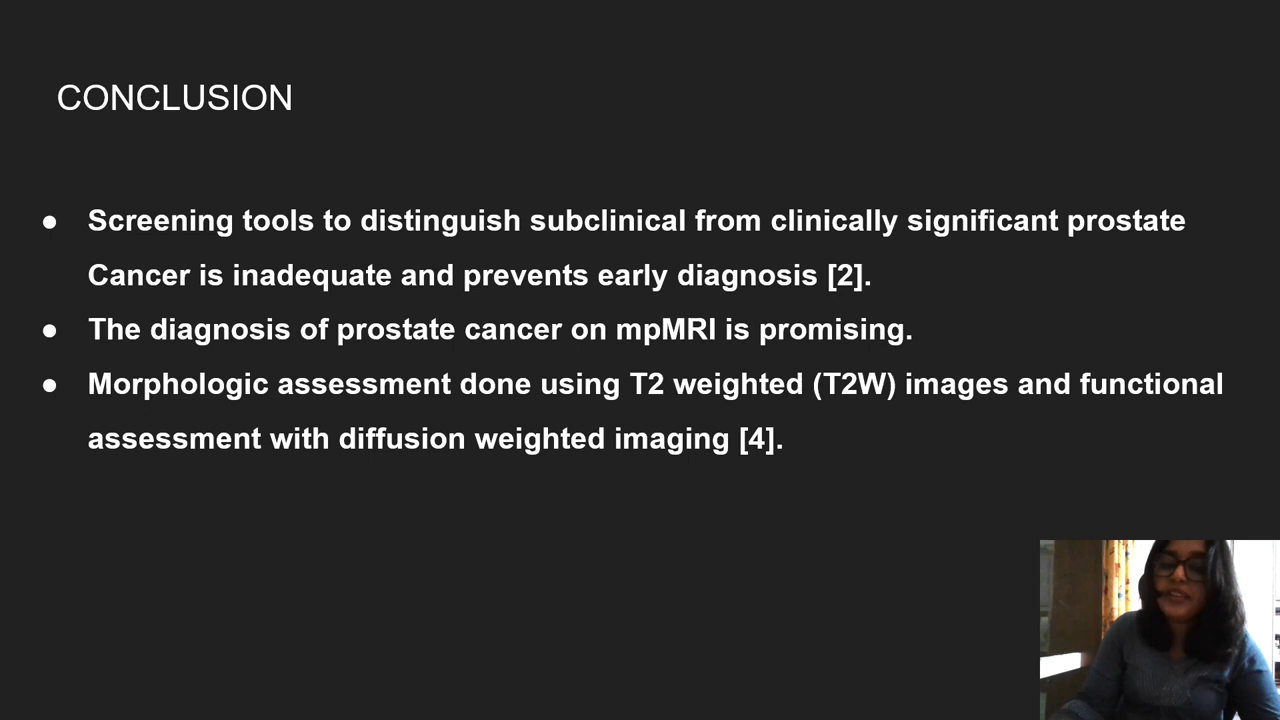 CONCLUSION
● Screening tools to distinguish subclinical from clinically significant prostate
Cancer is inadequate and prevents early diagnosis [2].
● The diagnosis of prostate cancer on mpMRI is promising.
● Morphologic assessment done using T2 weighted (T2W) images and functional
assessment with diffusion weighted imaging [4].